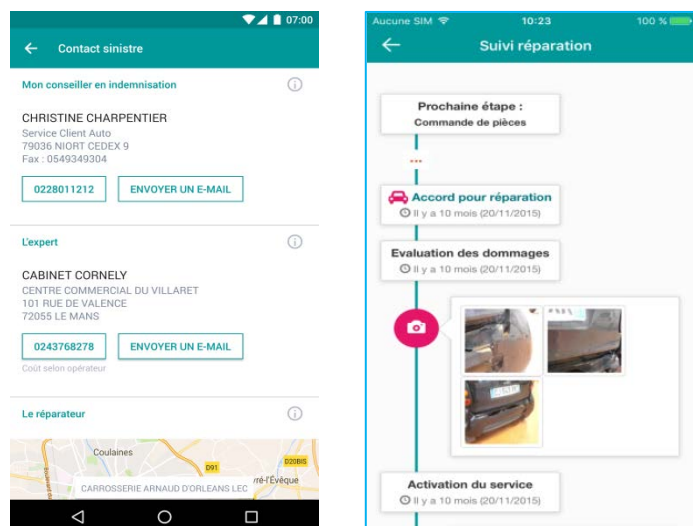 07:00
Contact sinistre
Mon conseiller en indemnisation
CHRISTINE CHARPENTIER
Service Client Auto
79036 NIORT CEDEX 9
Fax : 0549349304
0228011212 ENVOYER UN E-MAIL
L'expert
CABINET CORNELY
CENTRE COMMERCIAL DU VILLARET
101 RUE DE VALENCE
72055 LE MANS
0243768278 ENVOYER UN E-MAIL
Coût selon opérateur
Le réparateur
Coulaines
D91
D20BIS
vré-l'Évêque
CARROSSERIE ARNAUD D'ORLEANS LEC
Aucune SIM 10:23 100 %
Suivi réparation
Prochaine étape :
Commande de pièces
...
Accord pour réparation
Il y a 10 mois (20/11/2015)
Evaluation des dommages
Il y a 10 mois (20/11/2015)
Activation du service
Il y a 10 mois (20/11/2015)